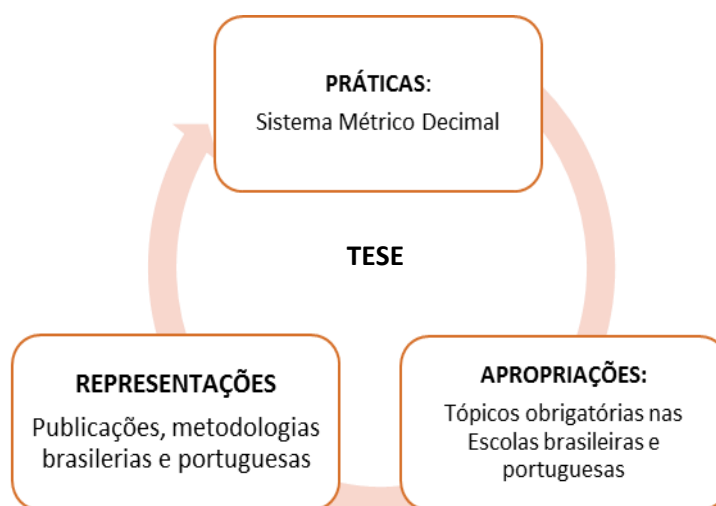 PRÁTICAS:
Sistema Métrico Decimal
TESE
REPRESENTAÇÕES
Publicações, metodologias
brasilerias e portuguesas
APROPRIAÇÕES:
Tópicos obrigatórias nas
Escolas brasileiras e
portuguesas